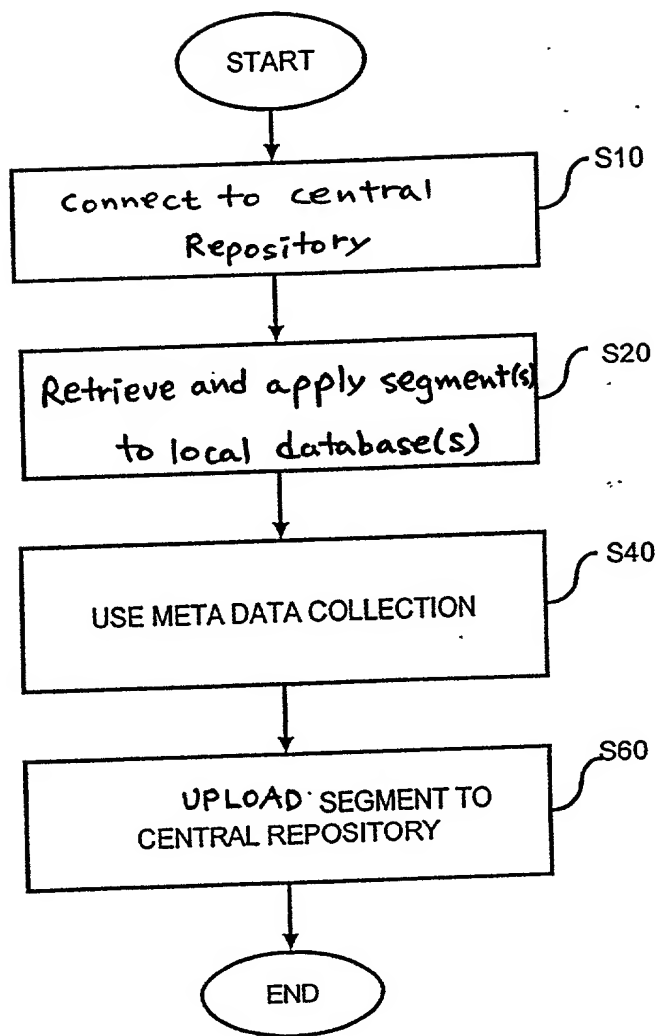 START
S10
Connect to central
Repository
S20
Retrieve and apply segment(s)
to local database(s)
S40
USE META DATA COLLECTION
S60
UPLOAD SEGMENT TO
CENTRAL REPOSITORY
END